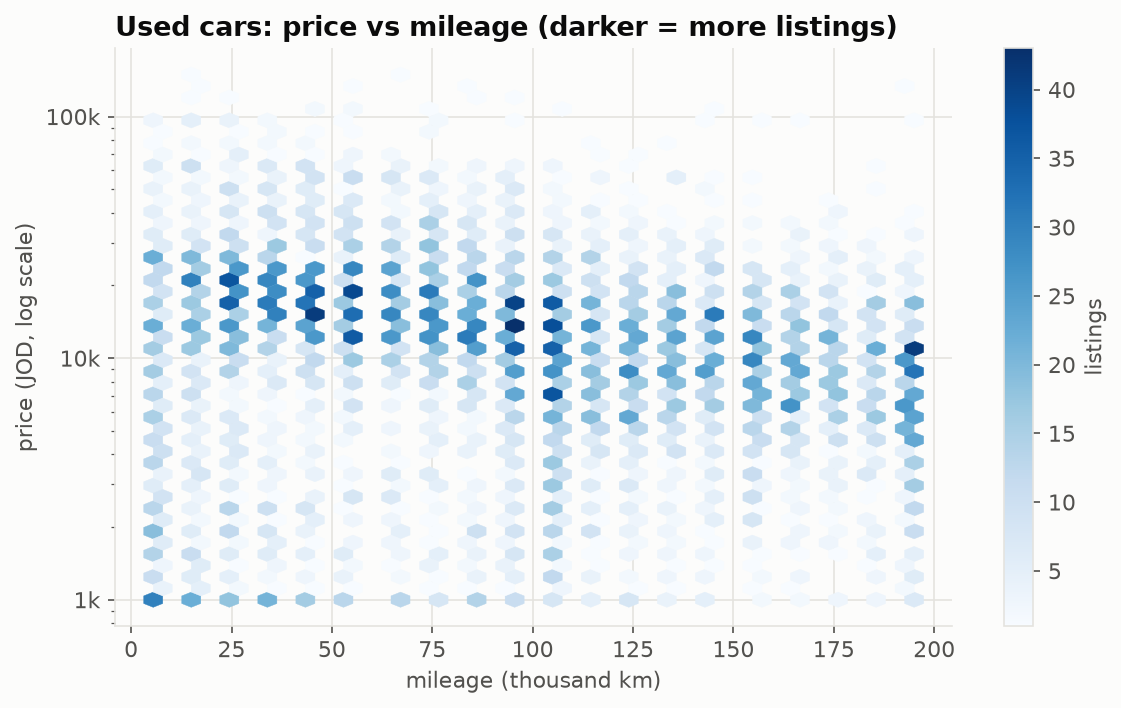 Used cars: price vs mileage (darker = more listings)
100k
10k
1k
price (JOD, log scale)
0
25
50
75
100
125
150
175
200
mileage (thousand km)
40
35
30
25
20
15
10
5
listings